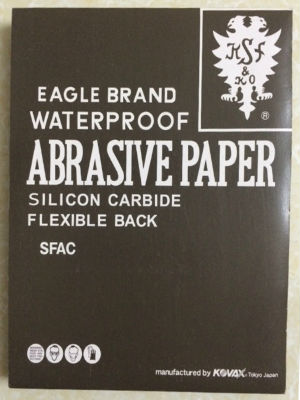 KSf
& KO
®
EAGLE BRAND
WATERPROOF
ABRASIVE PAPER
SILICON CARBIDE
FLEXIBLE BACK
SFAC
manufactured by KOVAX Tokyo Japan